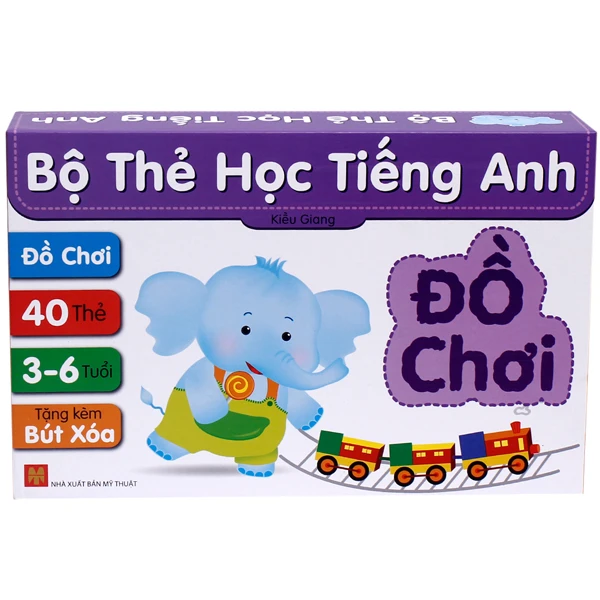 Bộ Thẻ Học Tiếng Anh
Bộ Thẻ Học Tiếng Anh
Kiều Giang
Đồ Chơi
40 Thẻ
3-6 Tuổi
Tặng kèm
Bút Xóa
ĐỒ
Chơi
NHÀ XUẤT BẢN MỸ THUẬT